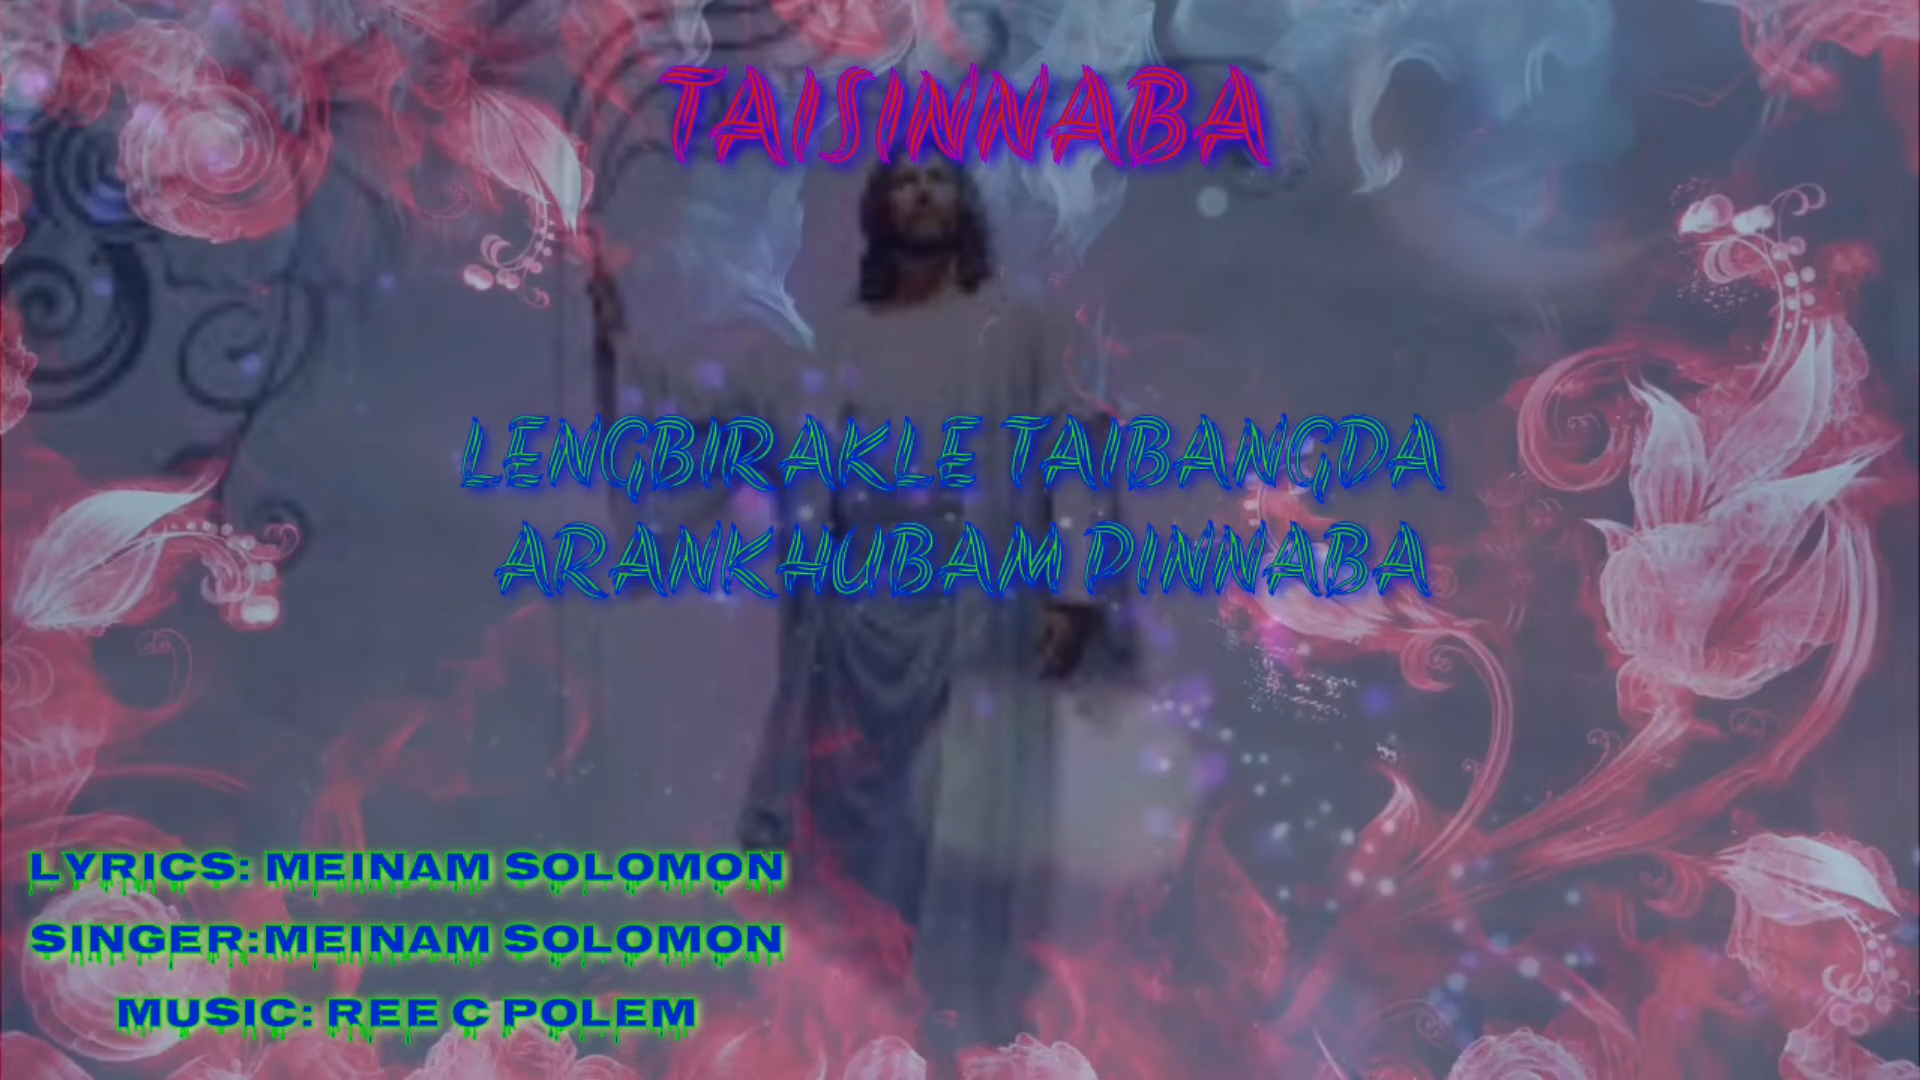 TAISINNABA
LENGBIRAKLE TAIBANGDA
ARANKHUBAM PINNABA
LYRICS: MEINAM SOLOMON
SINGER:MEINAM SOLOMON
MUSIC: REE C POLEM